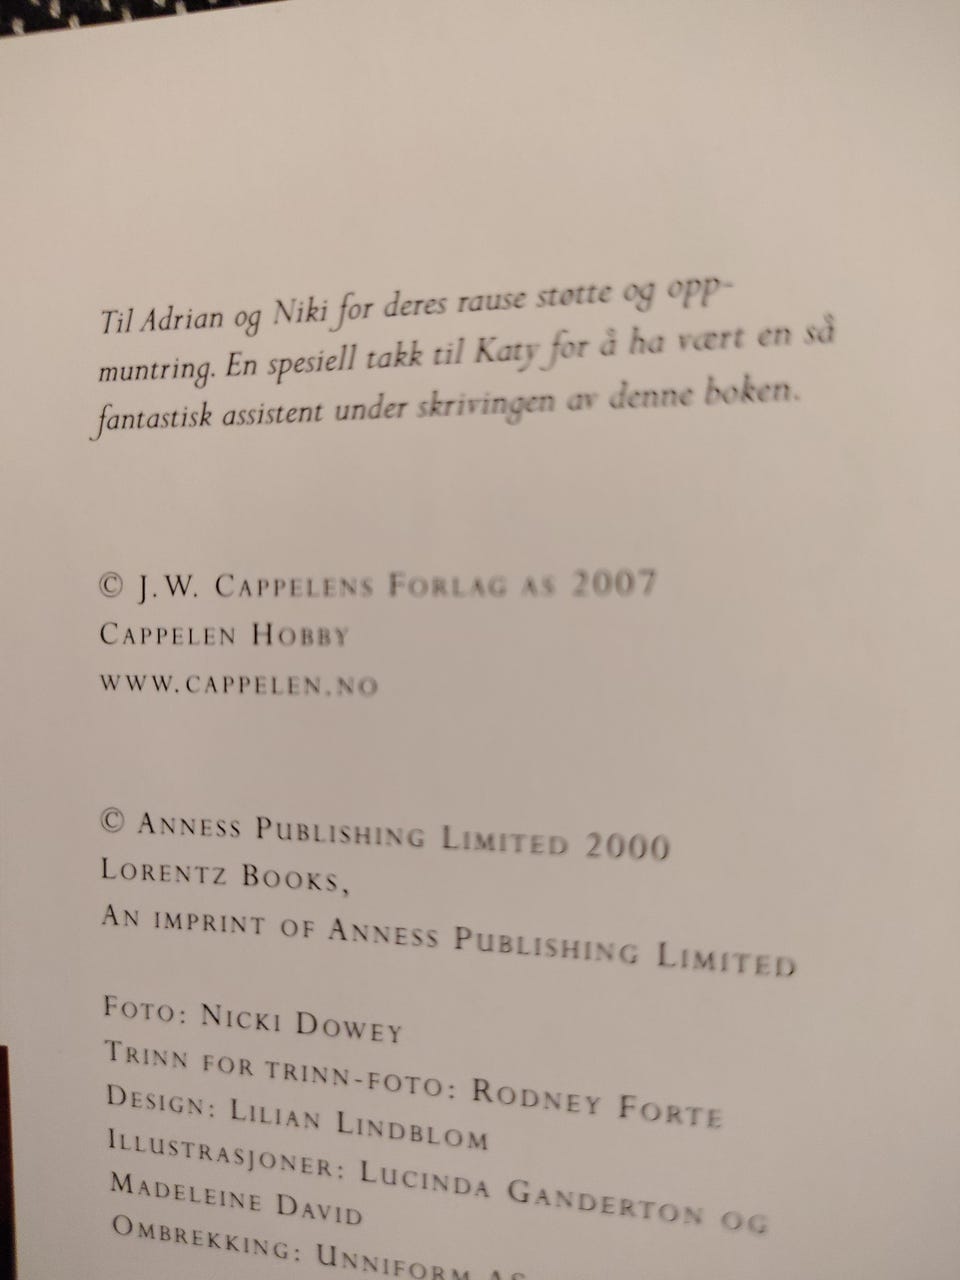 Til Adrian og Niki for deres rause støtte og opp-
muntring. En spesiell takk til Katy for å ha vært en så
fantastisk assistent under skrivingen av denne boken.
© J.W. Cappelens Forlag as 2007
Cappelen Hobby
www.cappelen.no
© Anness Publishing Limited 2000
Lorentz Books,
An imprint of Anness Publishing Limited
Foto: Nicki Dowey
Trinn for trinn-foto: Rodney Forte
Design: Lilian Lindblom
Illustrasjoner: Lucinda Ganderton og
Madeleine David
Ombrekking: Unniform AS